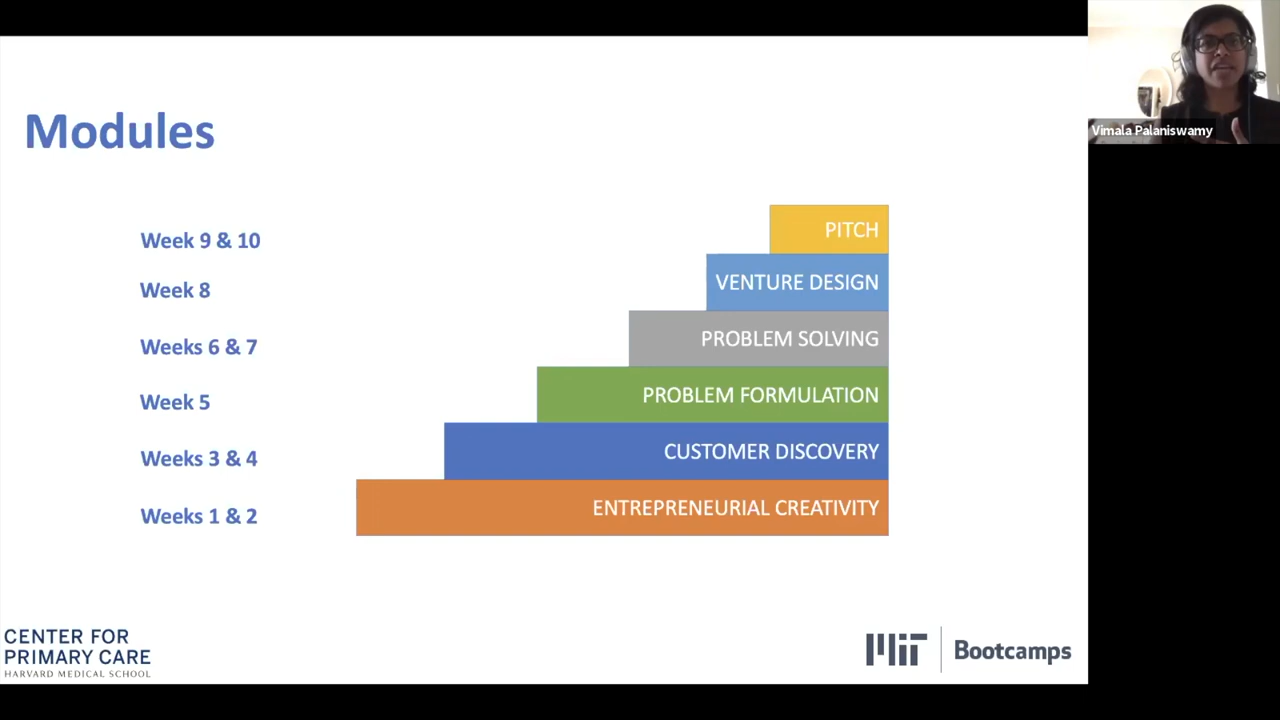 Modules
Week 9 & 10
PITCH
Week 8
VENTURE DESIGN
Weeks 6 & 7
PROBLEM SOLVING
Week 5
PROBLEM FORMULATION
Weeks 3 & 4
CUSTOMER DISCOVERY
Weeks 1 & 2
ENTREPRENEURIAL CREATIVITY
CENTER FOR
PRIMARY CARE
HARVARD MEDICAL SCHOOL
MIT Bootcamps
Vimala Palaniswamy